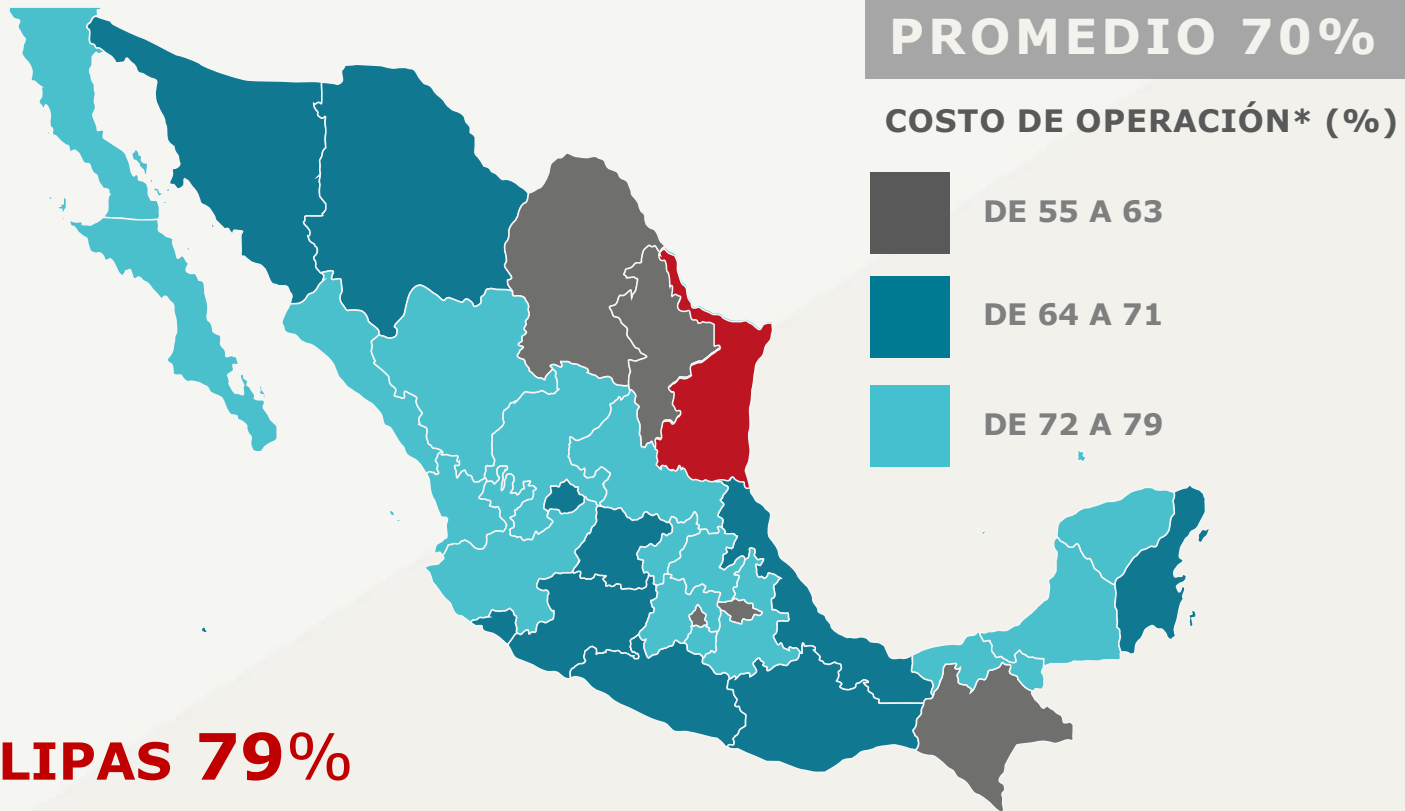 PROMEDIO 70%
COSTO DE OPERACIÓN* (%)
DE 55 A 63
DE 64 A 71
DE 72 A 79
LIPAS 79%